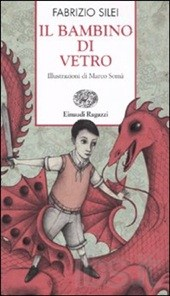 FABRIZIO SILEI
IL BAMBINO
DI
VETRO
Illustrazioni di Marco Somà
Einaudi Ragazzi